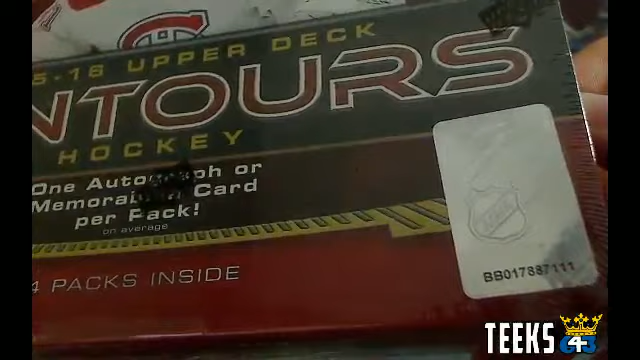 5-16 UPPER DECK
NTOURS
HOCKEY
One Autograph or
Memorabilia Card
per Pack!
on average
4 PACKS INSIDE
BB017887111
TEEKS 43